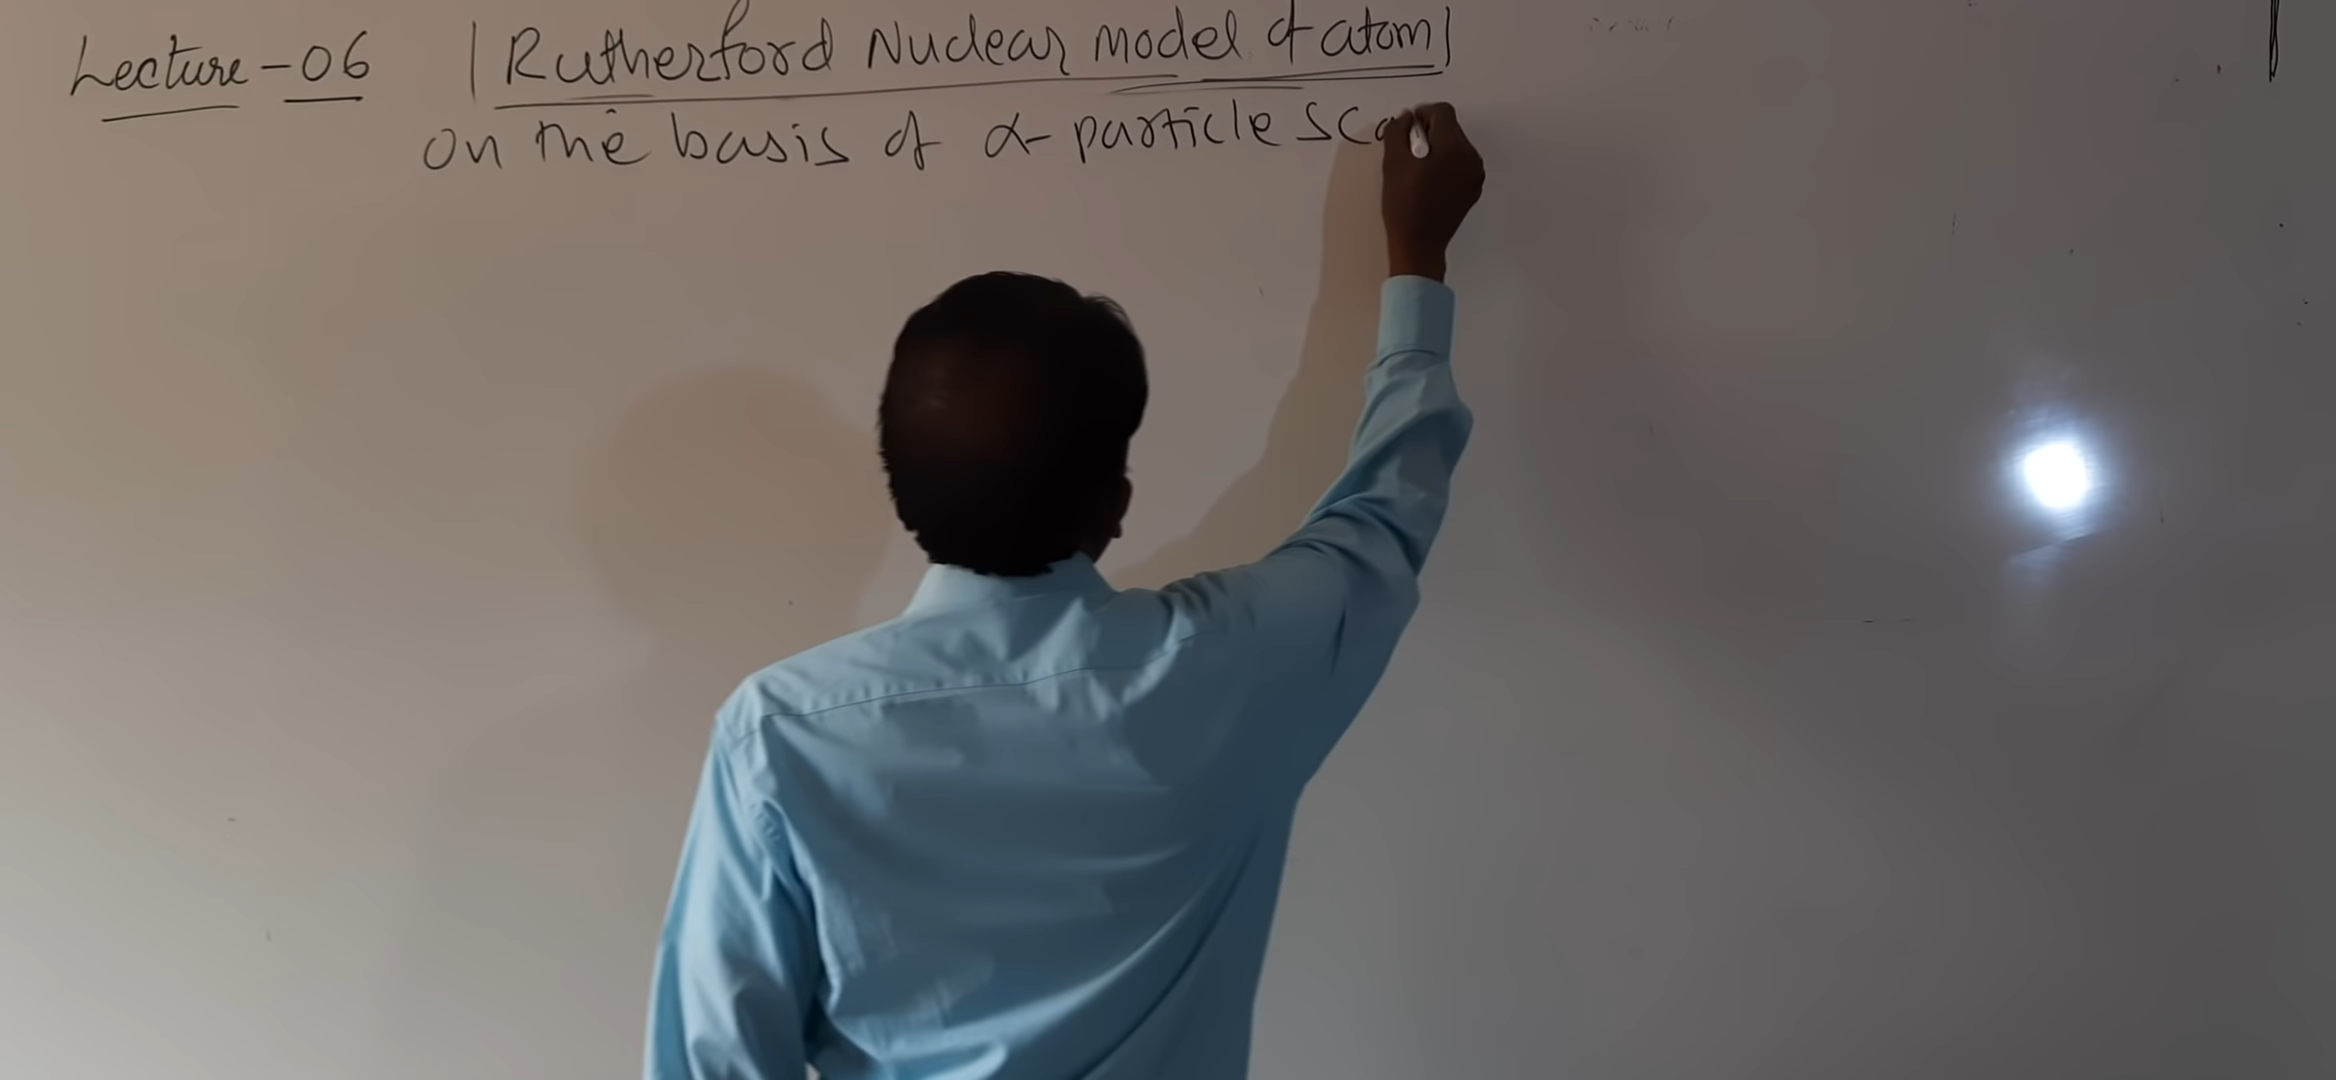 Lecture-06 | Rutherford Nuclear model of atom |
on the basis of α-particle sca